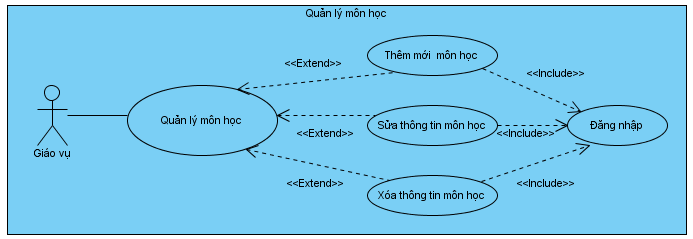 Quản lý môn học
Thêm mới môn học
<<Extend>>
<<Include>>
Quản lý môn học
Sửa thông tin môn học
Đăng nhập
<<Extend>>
<<Include>>
Giáo vụ
<<Extend>>
Xóa thông tin môn học
<<Include>>